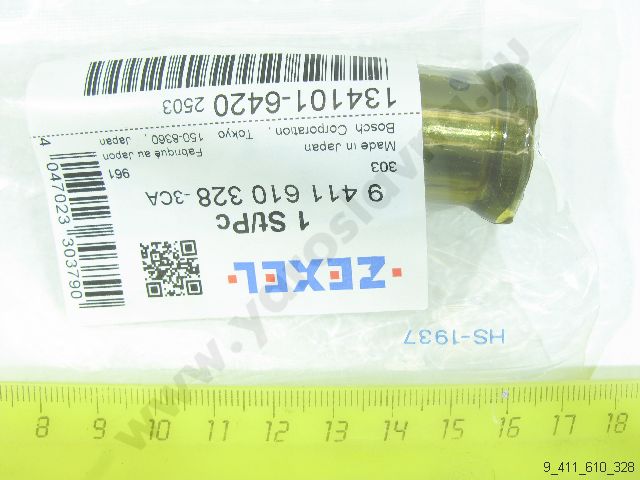 ZEXEL
1 St/Pc
9 411 610 328 -3CA
303
961
Made in Japan
Fabriqué au Japon
Bosch Corporation , Tokyo 150-8360 , Japan
134101-6420 2503
4 047023 303790
HS-1937
8 9 10 11 12 13 14 15 16 17 18
9_411_610_328